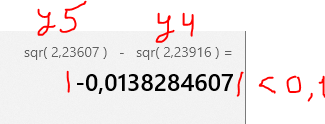 y5 y4
sqr( 2,23607 ) - sqr( 2,23916 ) =
|-0,0138284607| < 0,1